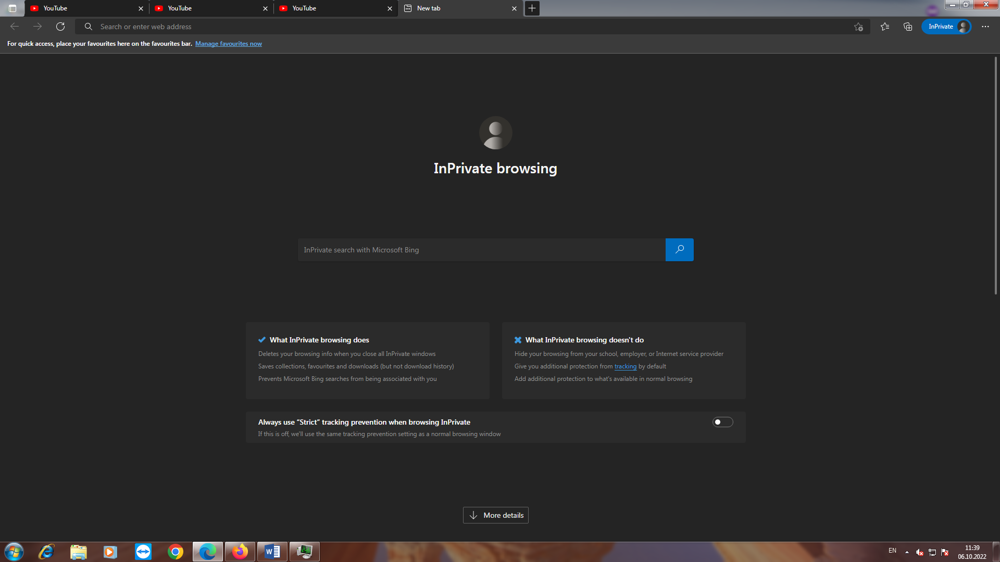 YouTube
YouTube
YouTube
New tab
Search or enter web address
InPrivate
For quick access, place your favourites here on the favourites bar. Manage favourites now
InPrivate browsing
InPrivate search with Microsoft Bing
What InPrivate browsing does
Deletes your browsing info when you close all InPrivate windows
Saves collections, favourites and downloads (but not download history)
Prevents Microsoft Bing searches from being associated with you
What InPrivate browsing doesn't do
Hide your browsing from your school, employer, or Internet service provider
Give you additional protection from tracking by default
Add additional protection to what's available in normal browsing
Always use “Strict” tracking prevention when browsing InPrivate
If this is off, we'll use the same tracking prevention setting as a normal browsing window
More details
EN
11:39
06.10.2022